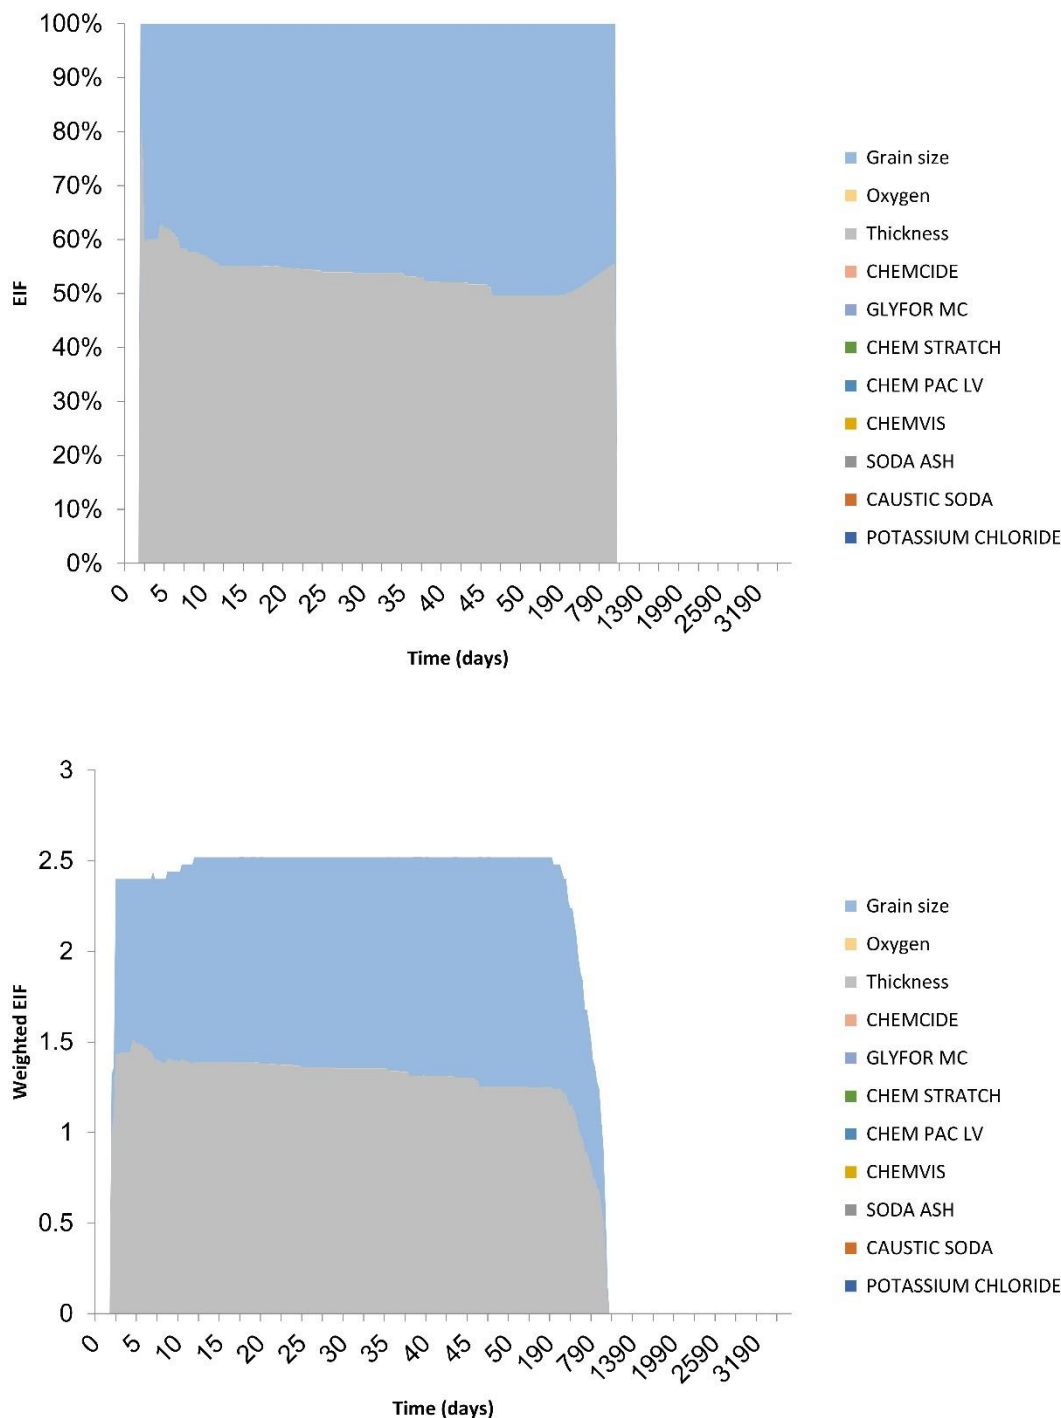 100%
90%
80%
70%
60%
50%
40%
30%
20%
10%
0%
EIF
0 5 10 15 20 25 30 35 40 45 50 190 790 1390 1990 2590 3190
Time (days)
Grain size
Oxygen
Thickness
CHEMCIDE
GLYFOR MC
CHEM STRATCH
CHEM PAC LV
CHEMVIS
SODA ASH
CAUSTIC SODA
POTASSIUM CHLORIDE
3
2.5
2
1.5
1
0.5
0
Weighted EIF
0 5 10 15 20 25 30 35 40 45 50 190 790 1390 1990 2590 3190
Time (days)
Grain size
Oxygen
Thickness
CHEMCIDE
GLYFOR MC
CHEM STRATCH
CHEM PAC LV
CHEMVIS
SODA ASH
CAUSTIC SODA
POTASSIUM CHLORIDE